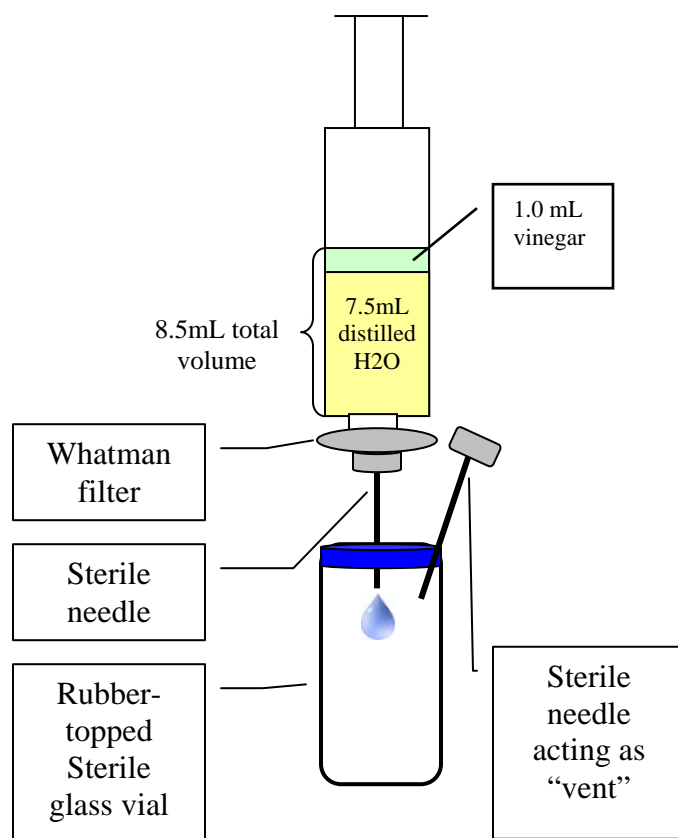 1.0 mL
vinegar
7.5mL
distilled
H2O
8.5mL total
volume
Whatman
filter
Sterile
needle
Rubber-
topped
Sterile
glass vial
Sterile
needle
acting as
“vent”